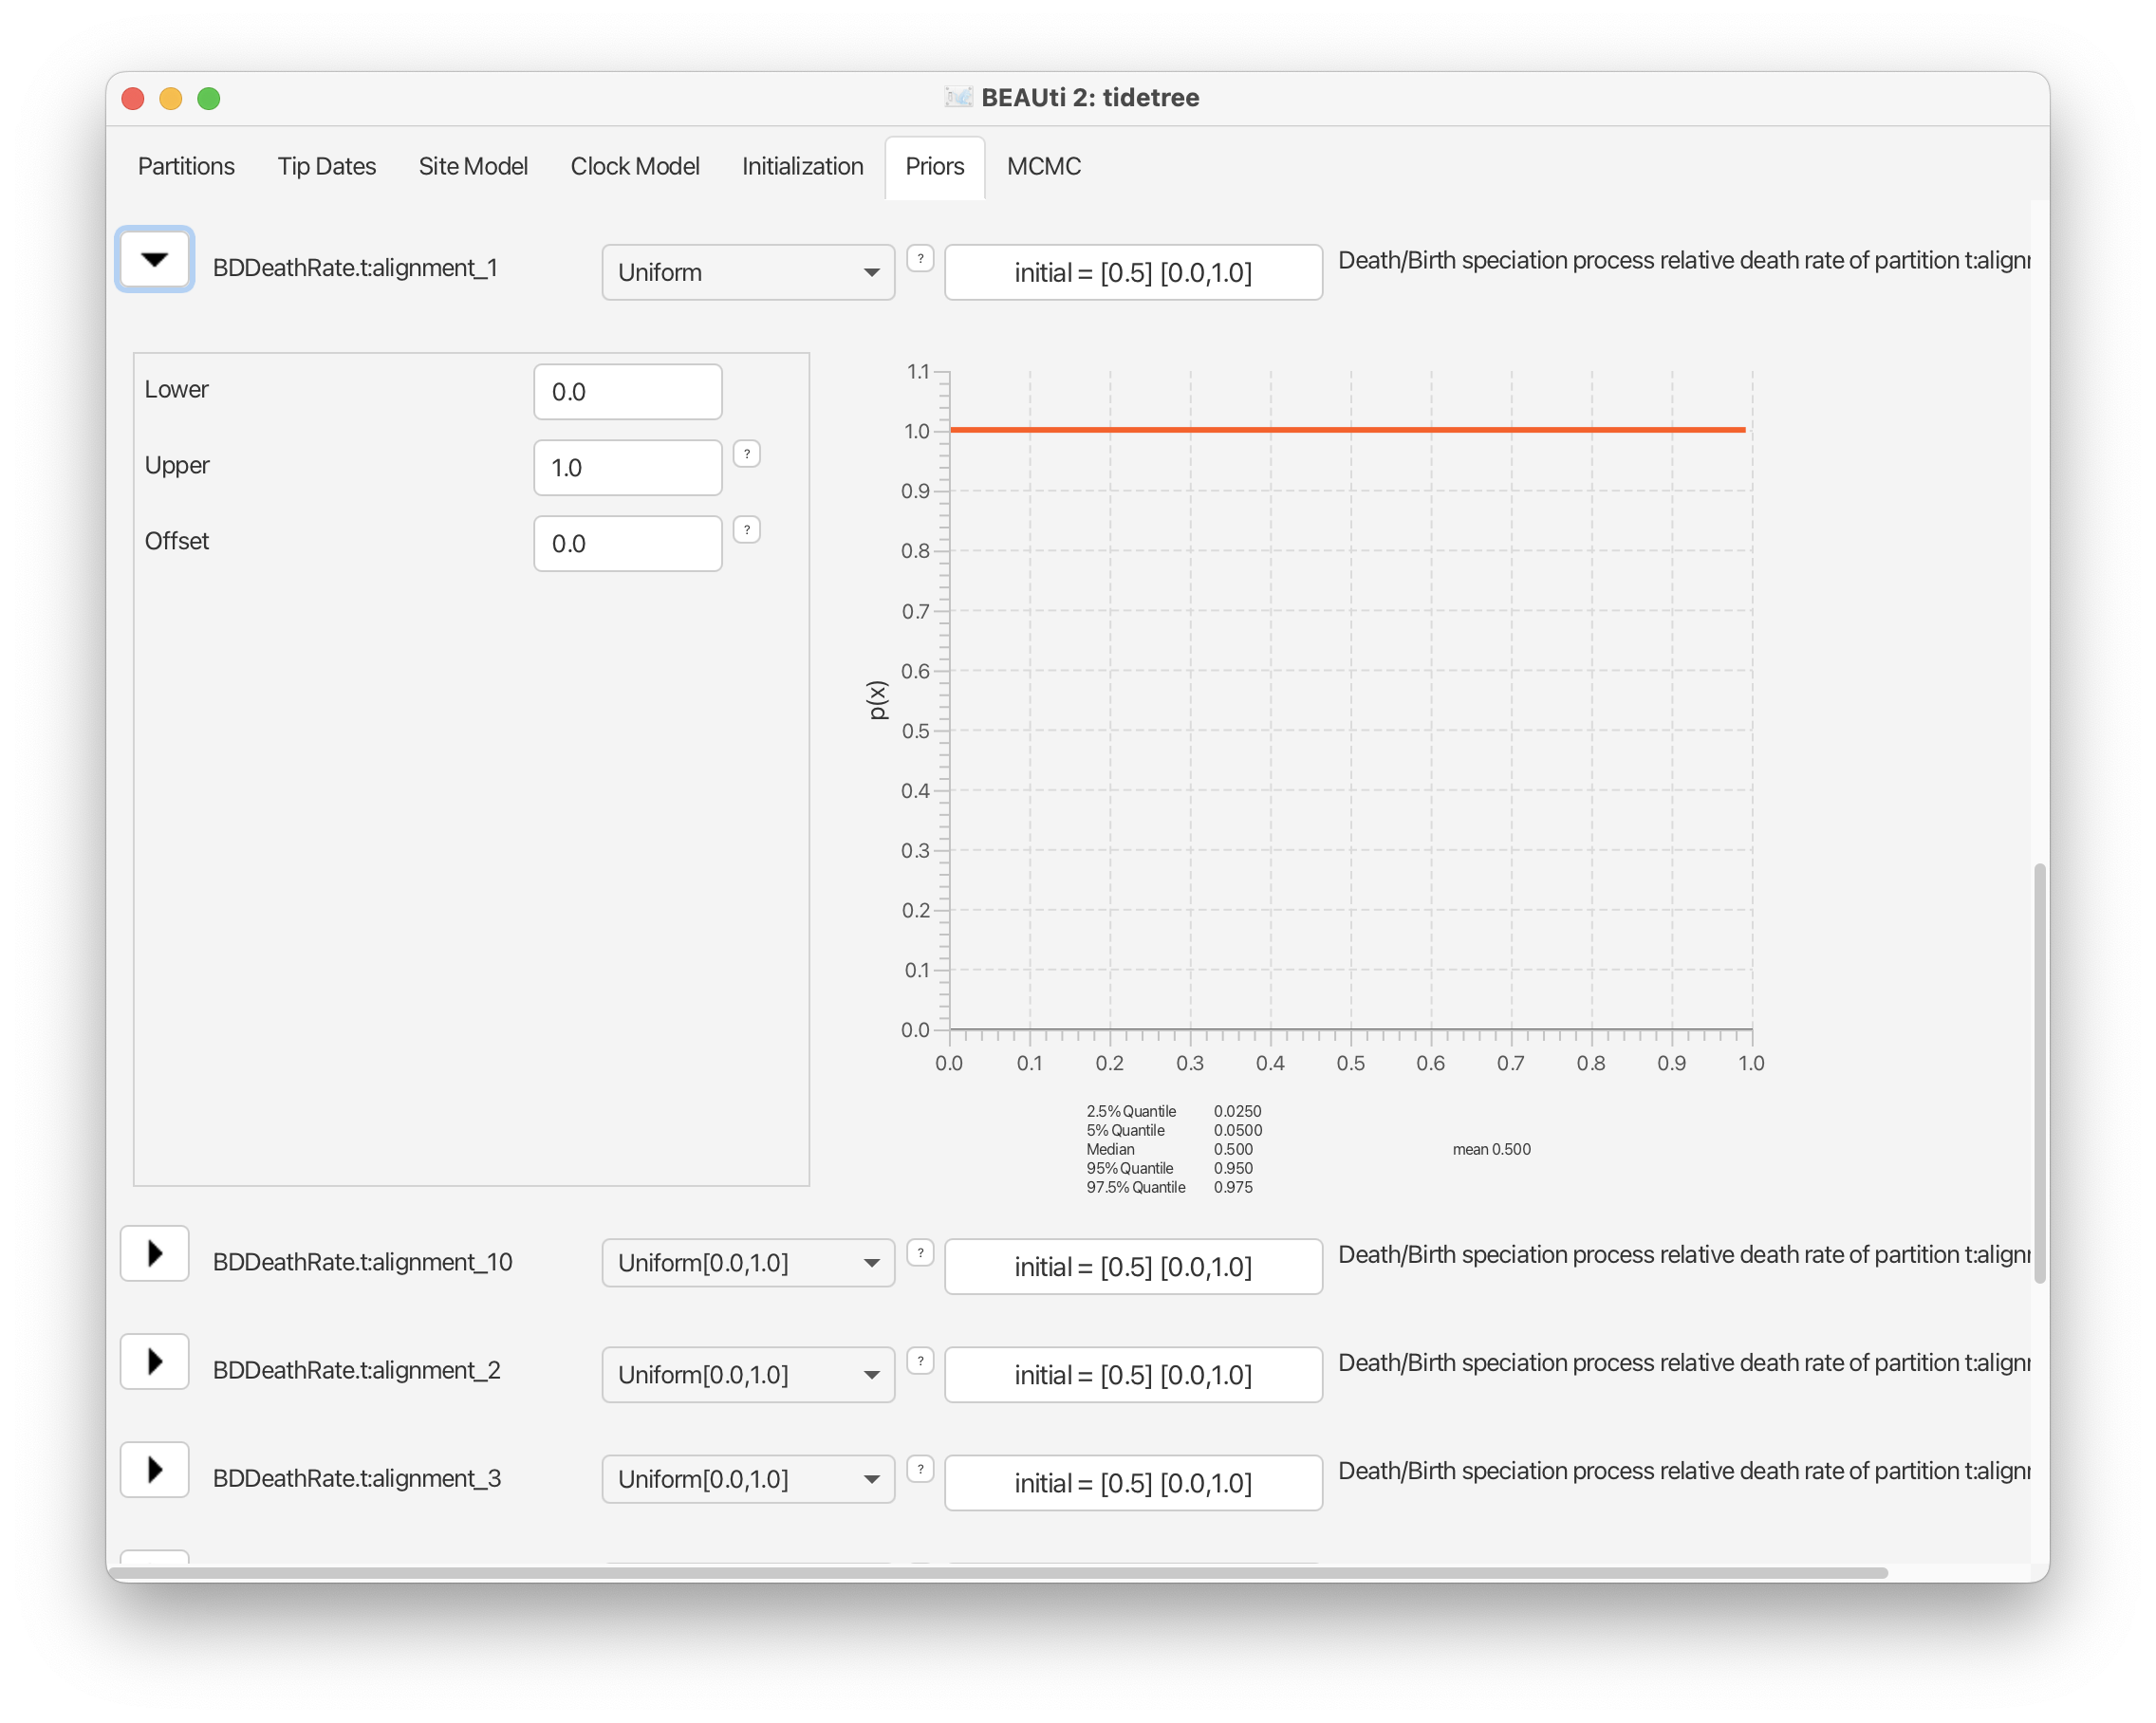 BEAUti 2: tidetree
Partitions Tip Dates Site Model Clock Model Initialization Priors MCMC
BDDeathRate.t:alignment_1 Uniform ? initial = [0.5] [0.0,1.0] Death/Birth speciation process relative death rate of partition t:alignr
Lower 0.0
Upper 1.0 ?
Offset 0.0 ?
1.1
1.0
0.9
0.8
0.7
0.6
0.5
0.4
0.3
0.2
0.1
0.0
p(x)
0.0 0.1 0.2 0.3 0.4 0.5 0.6 0.7 0.8 0.9 1.0
2.5% Quantile 0.0250
5% Quantile 0.0500
Median 0.500 mean 0.500
95% Quantile 0.950
97.5% Quantile 0.975
BDDeathRate.t:alignment_10 Uniform[0.0,1.0] ? initial = [0.5] [0.0,1.0] Death/Birth speciation process relative death rate of partition t:alignr
BDDeathRate.t:alignment_2 Uniform[0.0,1.0] ? initial = [0.5] [0.0,1.0] Death/Birth speciation process relative death rate of partition t:alignr
BDDeathRate.t:alignment_3 Uniform[0.0,1.0] ? initial = [0.5] [0.0,1.0] Death/Birth speciation process relative death rate of partition t:alignr